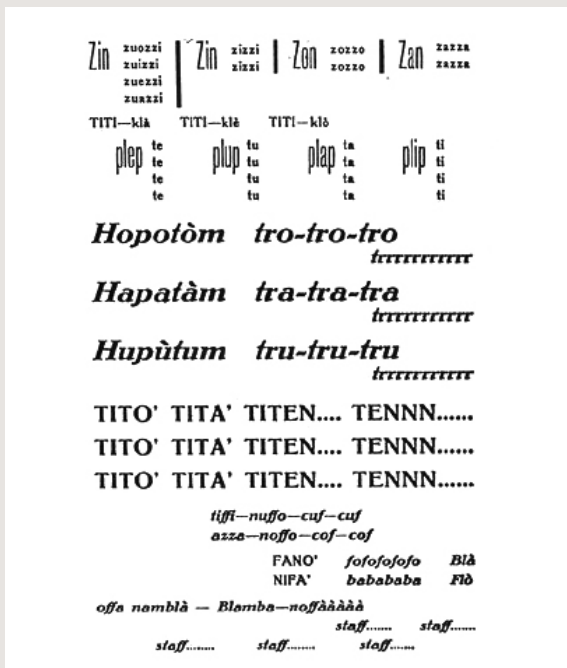 Zin zuozzi | Zin zizzi | Zon zozzo | Zan zazza
zuizzi zizzi zozzo zazza
zuezzi
zuazzi
TITI—klà TITI—klè TITI—klò
plep te plup tu plap ta plip ti
te tu ta ti
te tu ta ti
te tu ta ti
Hopotòm tro-tro-tro
trrrrrrrrrrr
Hapatàm tra-tra-tra
trrrrrrrrrrr
Hupùtum tru-tru-tru
trrrrrrrrrrr
TITO' TITA' TITEN.... TENNN......
TITO' TITA' TITEN.... TENNN......
TITO' TITA' TITEN.... TENNN......
tiffi—nuffo—cuf—cuf
azza—noffo—cof—cof
FANO' fofofofofo Blà
NIFA' babababa Flò
offa namblà — Blamba—noffààààà
staff....... staff.......
staff........ staff........ staff.......